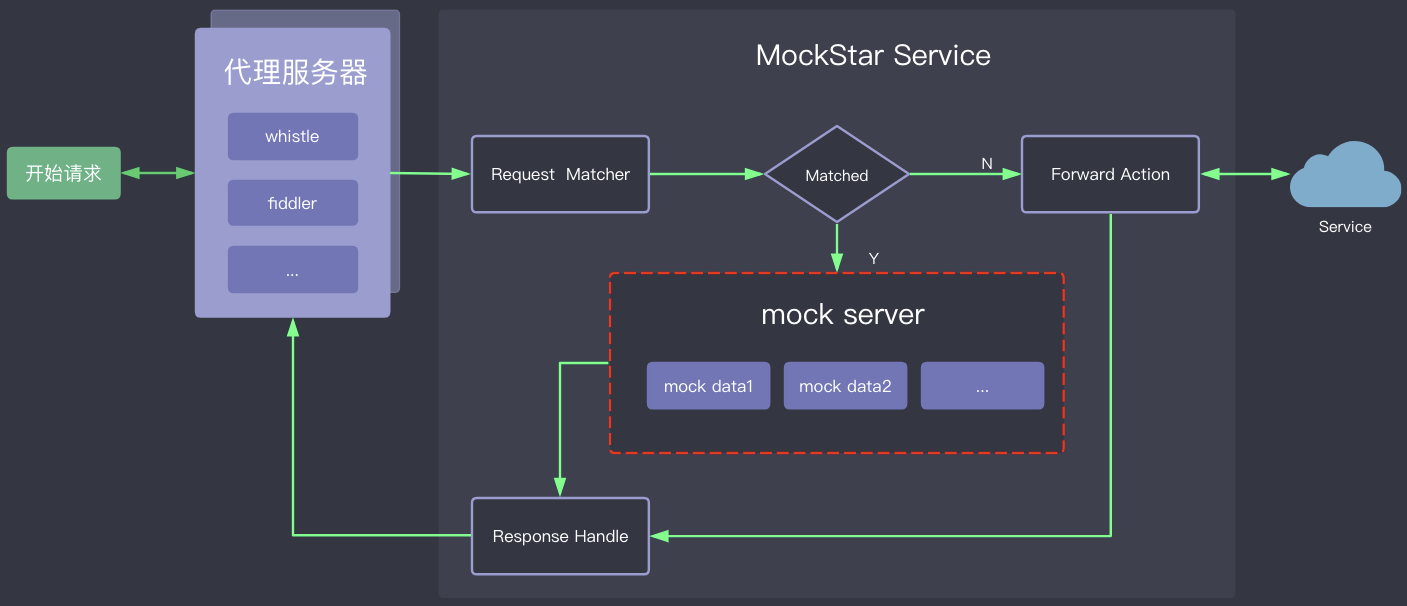 代理服务器
whistle
fiddler
...
开始请求
MockStar Service
Request Matcher
Matched
N
Forward Action
Service
Y
mock server
mock data1
mock data2
...
Response Handle